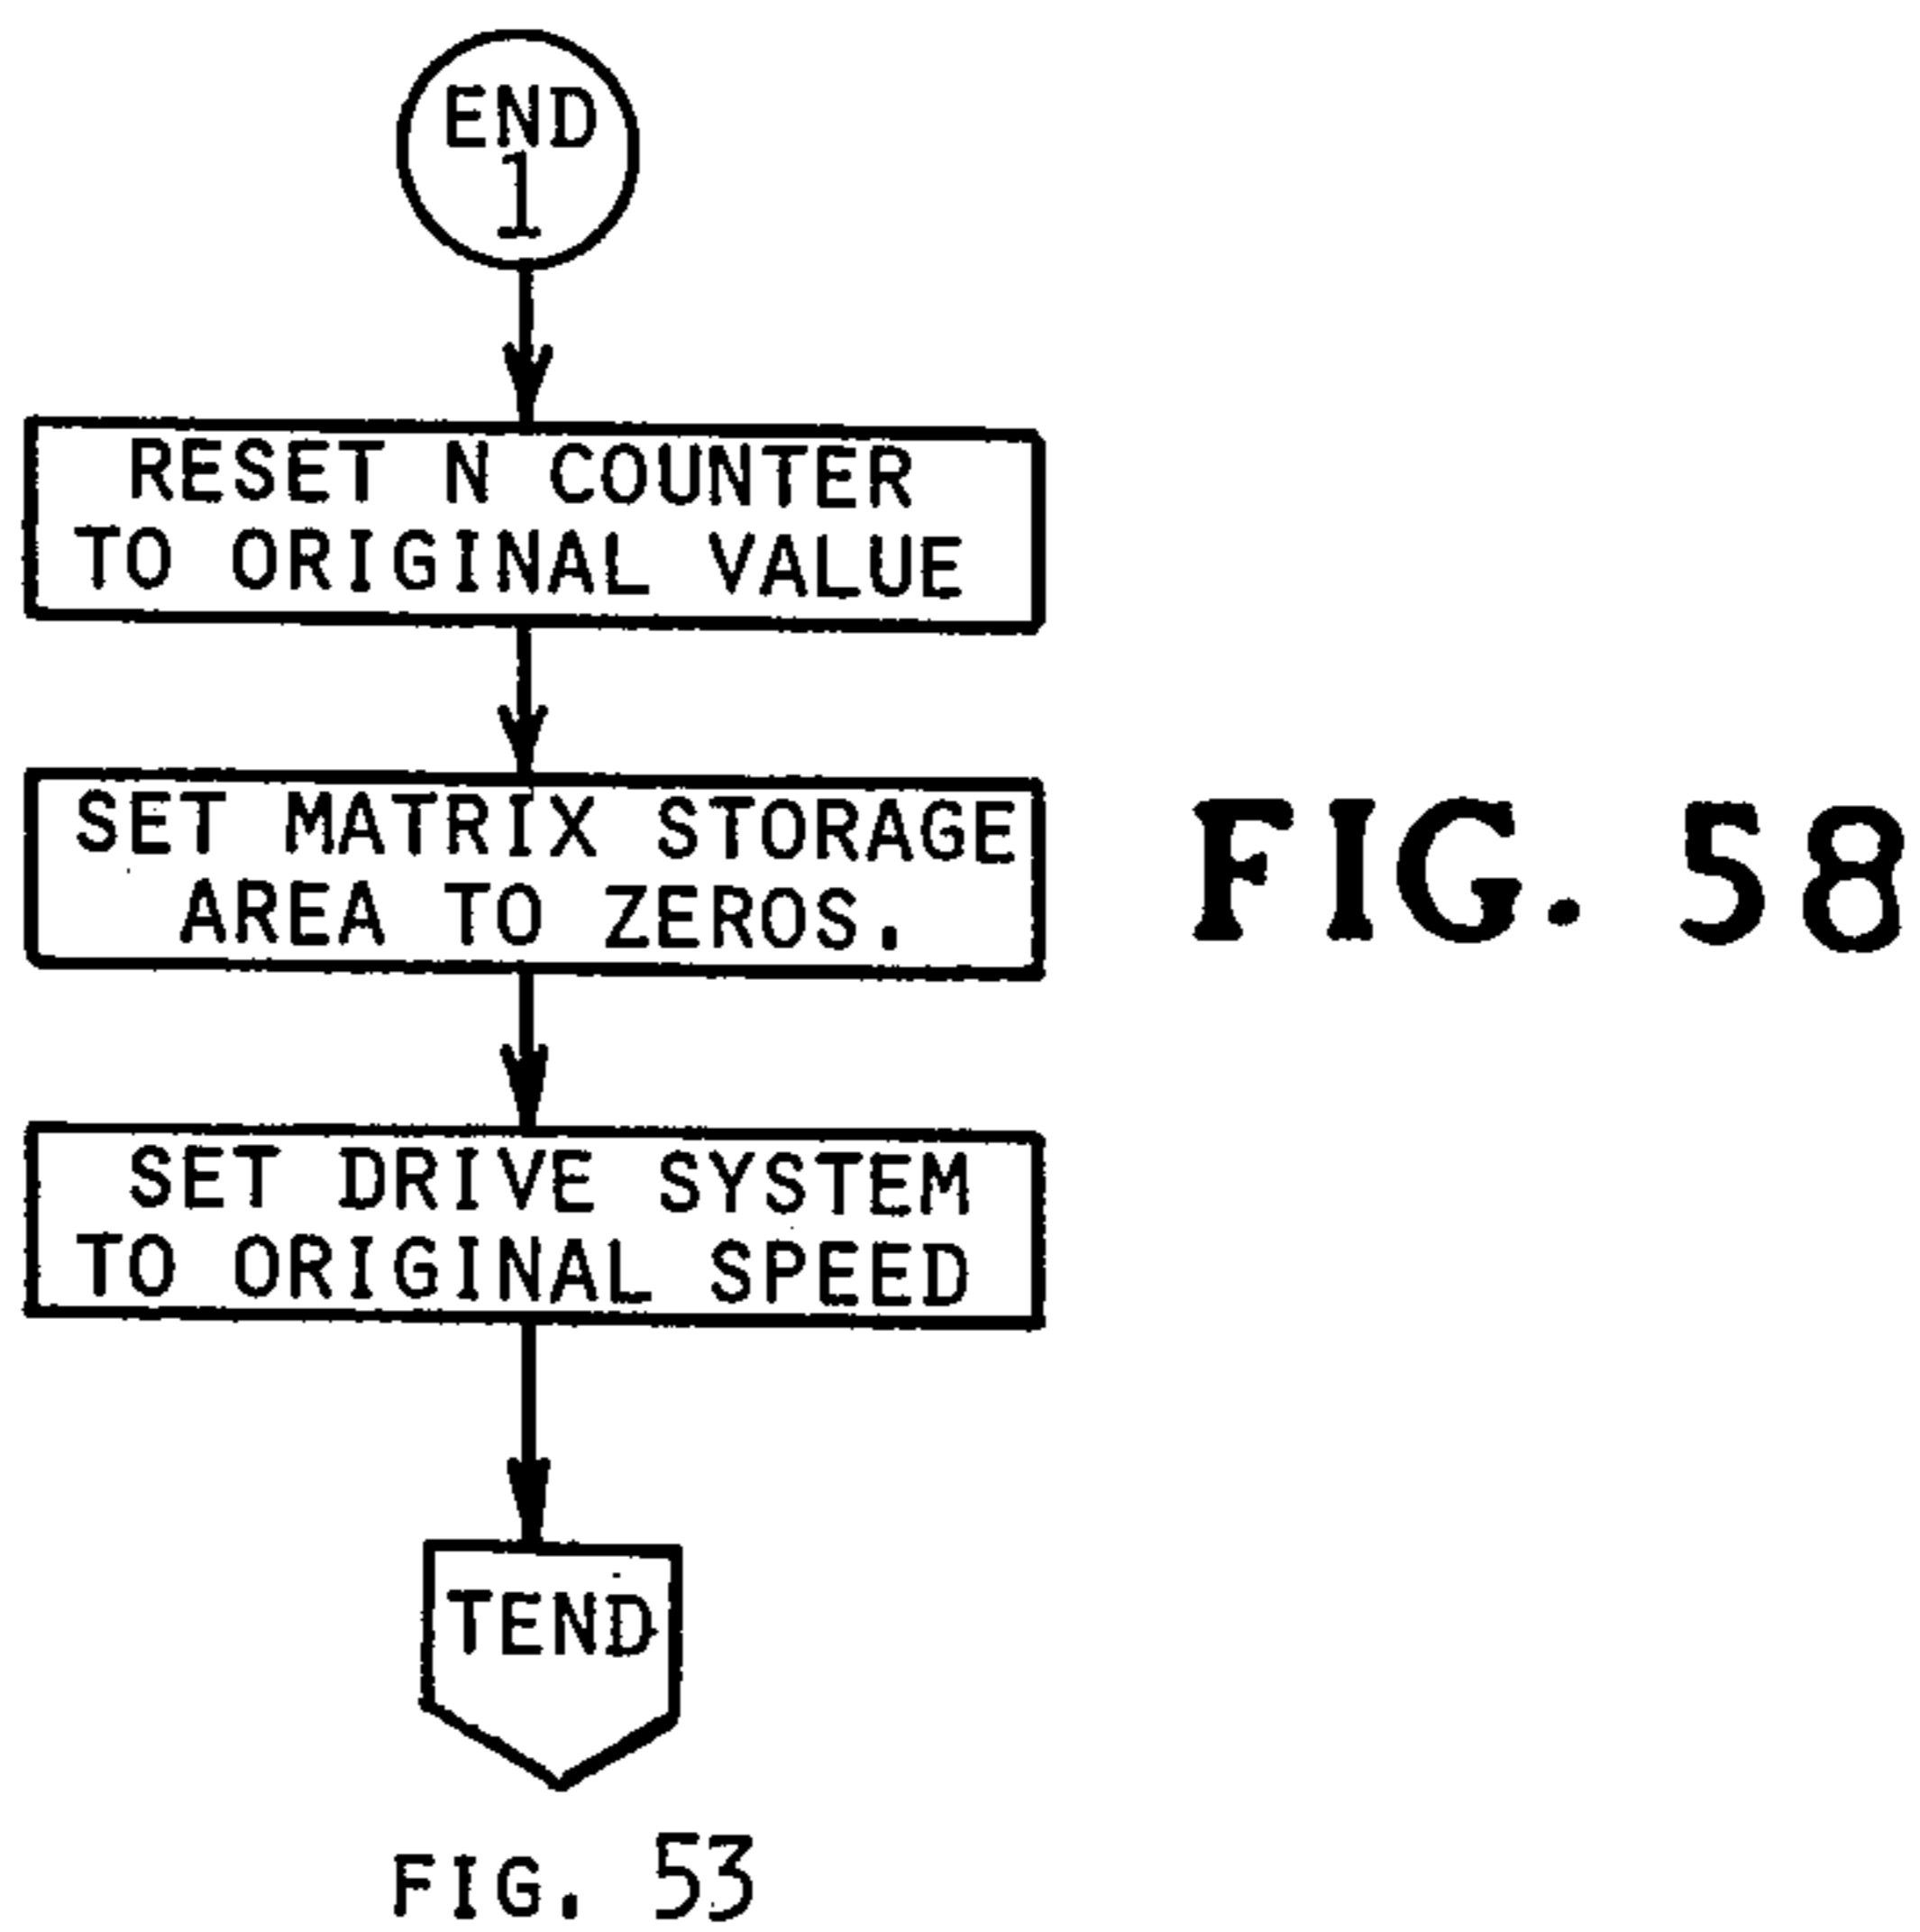 END
1
RESET N COUNTER
TO ORIGINAL VALUE
SET MATRIX STORAGE
AREA TO ZEROS.
FIG. 58
SET DRIVE SYSTEM
TO ORIGINAL SPEED
TEND
FIG. 53